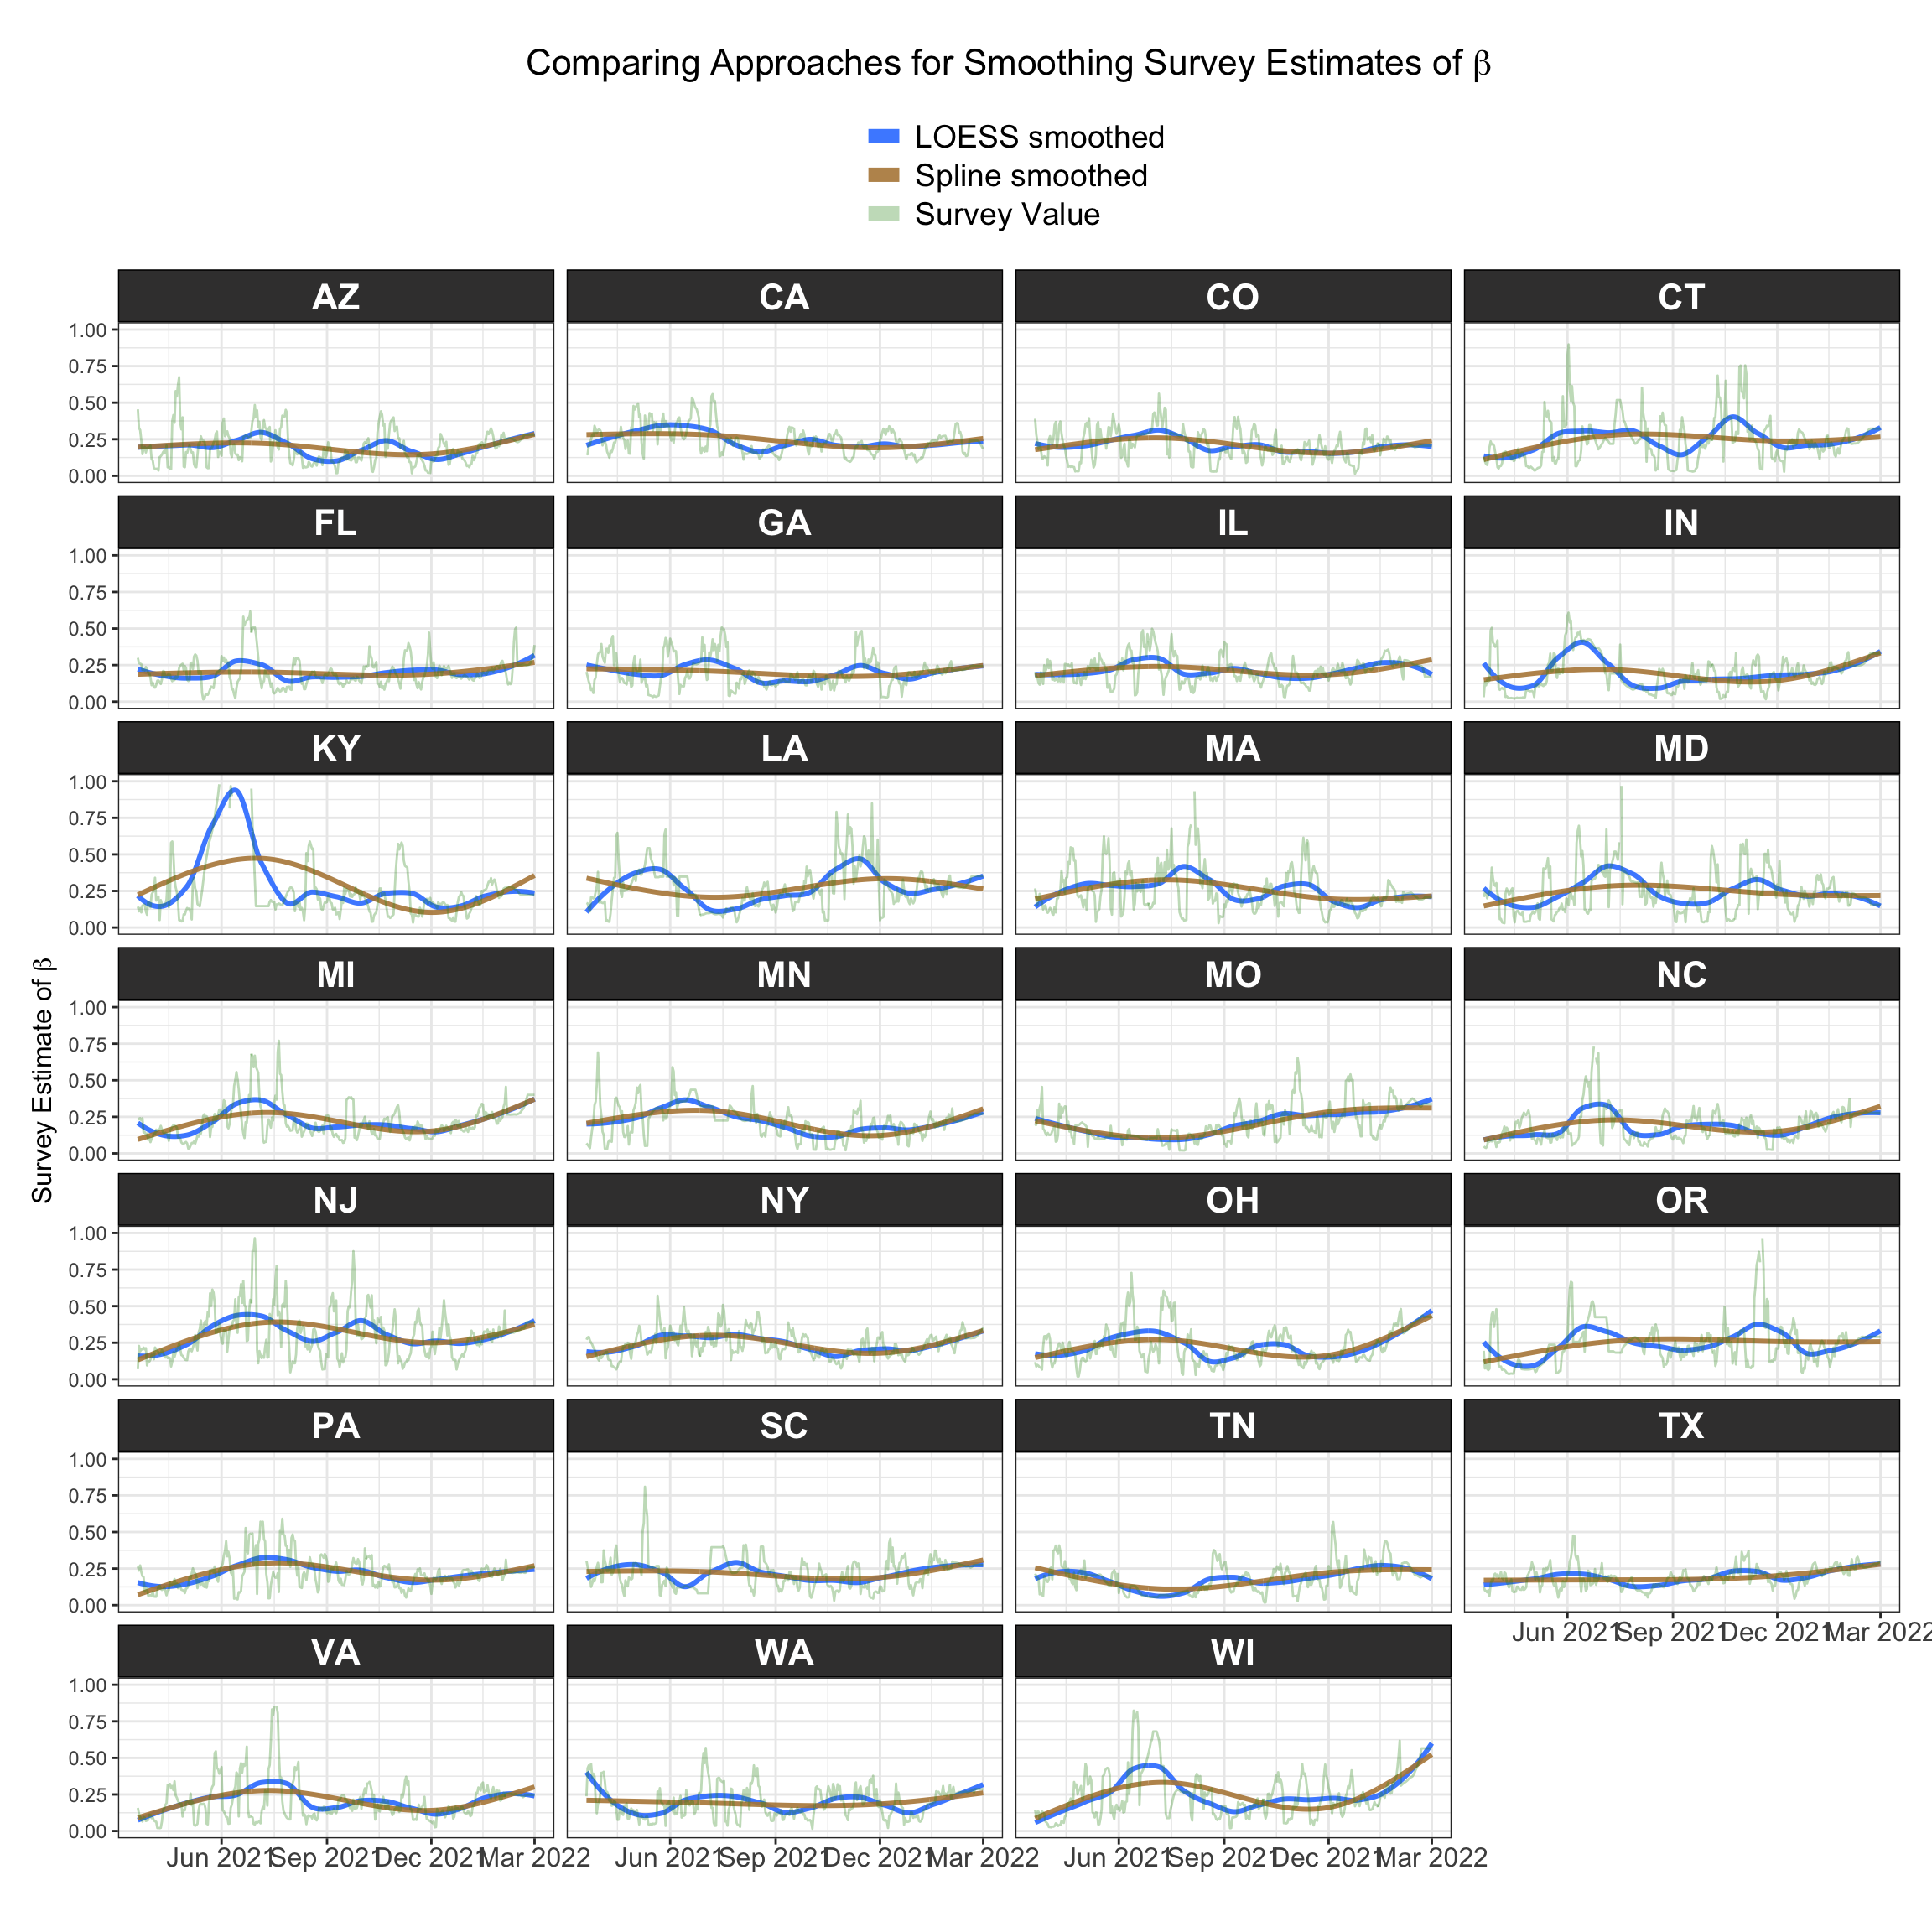 Comparing Approaches for Smoothing Survey Estimates of β
LOESS smoothed
Spline smoothed
Survey Value
Survey Estimate of β
AZ CA CO CT
1.00
0.75
0.50
0.25
0.00
FL GA IL IN
1.00
0.75
0.50
0.25
0.00
KY LA MA MD
1.00
0.75
0.50
0.25
0.00
MI MN MO NC
1.00
0.75
0.50
0.25
0.00
NJ NY OH OR
1.00
0.75
0.50
0.25
0.00
PA SC TN TX
1.00
0.75
0.50
0.25
0.00
Jun 2021 Sep 2021 Dec 2021 Mar 2022
VA WA WI
1.00
0.75
0.50
0.25
0.00
Jun 2021 Sep 2021 Dec 2021 Mar 2022 Jun 2021 Sep 2021 Dec 2021 Mar 2022 Jun 2021 Sep 2021 Dec 2021 Mar 2022